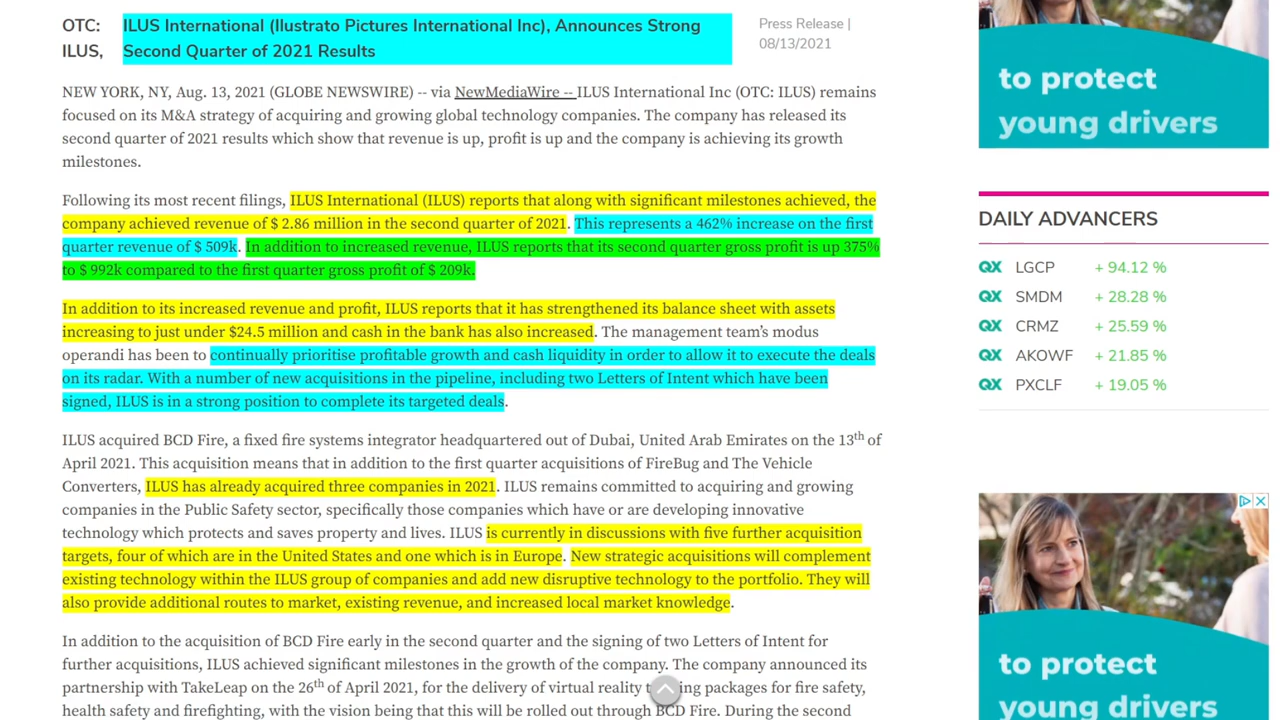 OTC: ILUS International (Ilustrato Pictures International Inc), Announces Strong
ILUS, Second Quarter of 2021 Results
Press Release |
08/13/2021
NEW YORK, NY, Aug. 13, 2021 (GLOBE NEWSWIRE) -- via NewMediaWire -- ILUS International Inc (OTC: ILUS) remains
focused on its M&A strategy of acquiring and growing global technology companies. The company has released its
second quarter of 2021 results which show that revenue is up, profit is up and the company is achieving its growth
milestones.
Following its most recent filings, ILUS International (ILUS) reports that along with significant milestones achieved, the
company achieved revenue of $ 2.86 million in the second quarter of 2021. This represents a 462% increase on the first
quarter revenue of $ 509k. In addition to increased revenue, ILUS reports that its second quarter gross profit is up 375%
to $ 992k compared to the first quarter gross profit of $ 209k.
In addition to its increased revenue and profit, ILUS reports that it has strengthened its balance sheet with assets
increasing to just under $24.5 million and cash in the bank has also increased. The management team's modus
operandi has been to continually prioritise profitable growth and cash liquidity in order to allow it to execute the deals
on its radar. With a number of new acquisitions in the pipeline, including two Letters of Intent which have been
signed, ILUS is in a strong position to complete its targeted deals.
ILUS acquired BCD Fire, a fixed fire systems integrator headquartered out of Dubai, United Arab Emirates on the 13th of
April 2021. This acquisition means that in addition to the first quarter acquisitions of FireBug and The Vehicle
Converters, ILUS has already acquired three companies in 2021. ILUS remains committed to acquiring and growing
companies in the Public Safety sector, specifically those companies which have or are developing innovative
technology which protects and saves property and lives. ILUS is currently in discussions with five further acquisition
targets, four of which are in the United States and one which is in Europe. New strategic acquisitions will complement
existing technology within the ILUS group of companies and add new disruptive technology to the portfolio. They will
also provide additional routes to market, existing revenue, and increased local market knowledge.
In addition to the acquisition of BCD Fire early in the second quarter and the signing of two Letters of Intent for
further acquisitions, ILUS achieved significant milestones in the growth of the company. The company announced its
partnership with TakeLeap on the 26th of April 2021, for the delivery of virtual reality packages for fire safety,
health safety and firefighting, with the vision being that this will be rolled out through BCD Fire. During the second
to protect
young drivers
DAILY ADVANCERS
QX LGCP + 94.12 %
QX SMDM + 28.28 %
QX CRMZ + 25.59 %
QX AKOWF + 21.85 %
QX PXCLF + 19.05 %
to protect
young drivers